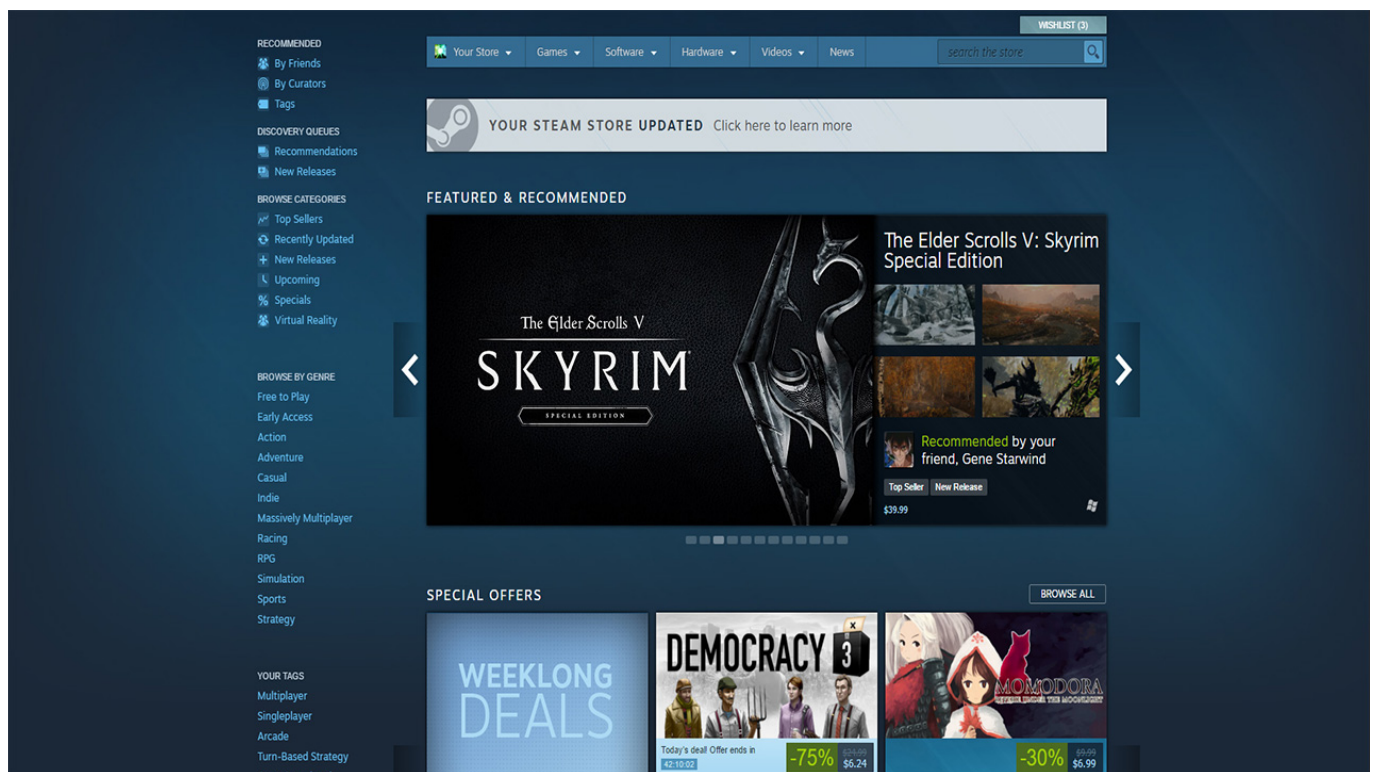 WISHLIST (3)
Your Store
Games
Software
Hardware
Videos
News
search the store
RECOMMENDED
By Friends
By Curators
Tags
DISCOVERY QUEUES
Recommendations
New Releases
BROWSE CATEGORIES
Top Sellers
Recently Updated
New Releases
Upcoming
Specials
Virtual Reality
BROWSE BY GENRE
Free to Play
Early Access
Action
Adventure
Casual
Indie
Massively Multiplayer
Racing
RPG
Simulation
Sports
Strategy
YOUR TAGS
Multiplayer
Singleplayer
Arcade
Turn-Based Strategy
YOUR STEAM STORE UPDATED Click here to learn more
FEATURED & RECOMMENDED
The Elder Scrolls V
SKYRIM
SPECIAL EDITION
The Elder Scrolls V: Skyrim
Special Edition
Recommended by your
friend, Gene Starwind
Top Seller
New Release
$39.99
SPECIAL OFFERS
BROWSE ALL
WEEKLONG
DEALS
DEMOCRACY 3
Today's deal! Offer ends in
42:10:02
-75%
$24.99
$6.24
MOMODORA
REVERIE UNDER THE MOONLIGHT
-30%
$9.99
$6.99